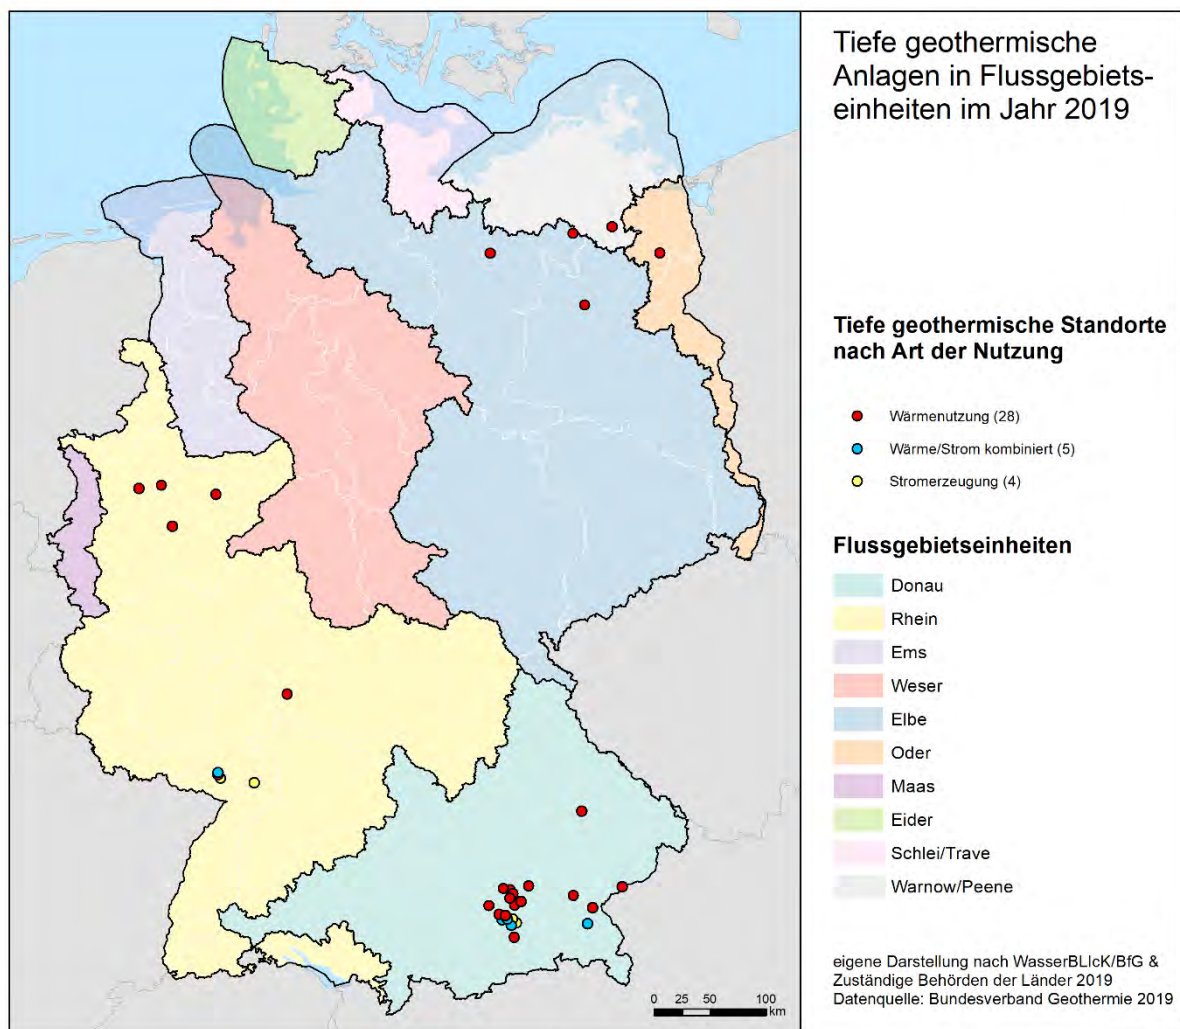 Tiefe geothermische
Anlagen in Flussgebiets-
einheiten im Jahr 2019
Tiefe geothermische Standorte
nach Art der Nutzung
Wärmenutzung (28)
Wärme/Strom kombiniert (5)
Stromerzeugung (4)
Flussgebietseinheiten
Donau
Rhein
Ems
Weser
Elbe
Oder
Maas
Eider
Schlei/Trave
Warnow/Peene
eigene Darstellung nach WasserBLIcK/BfG &
Zuständige Behörden der Länder 2019
Datenquelle: Bundesverband Geothermie 2019
0 25 50 100
km